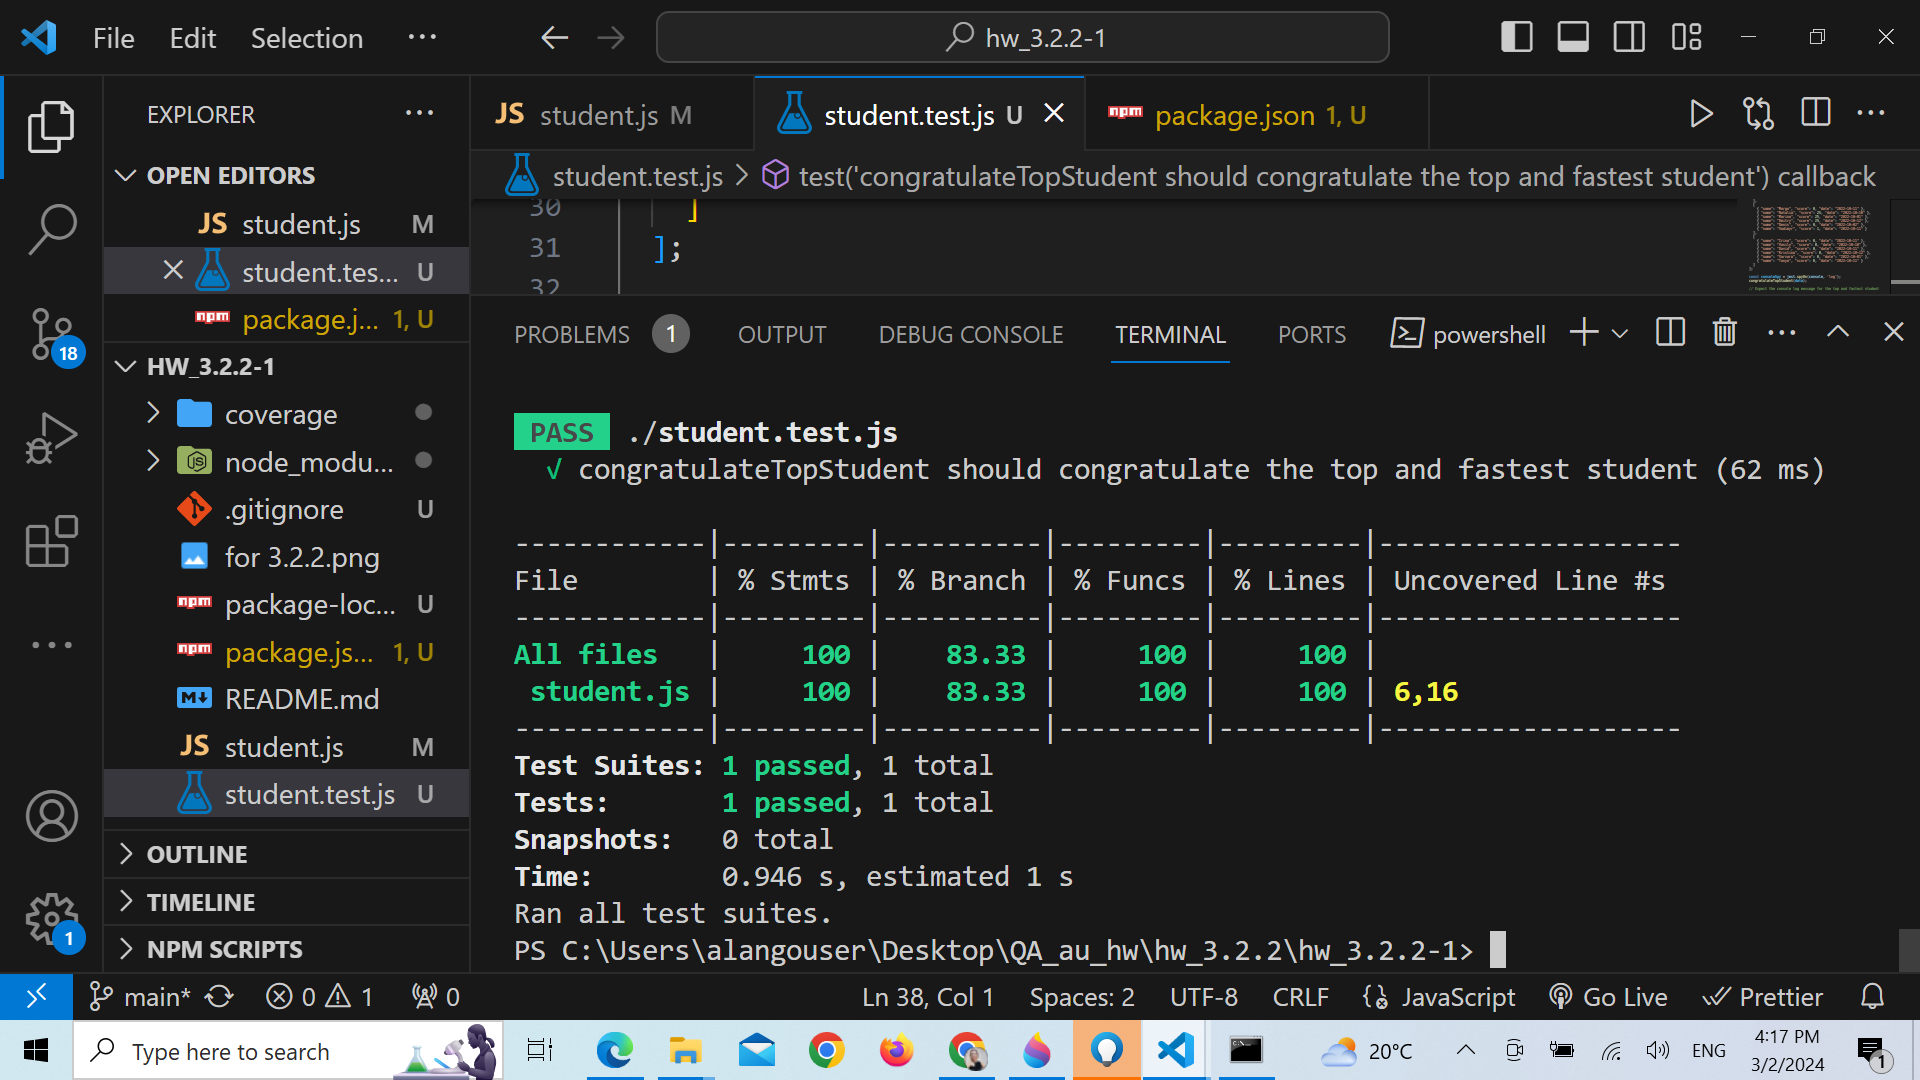 File Edit Selection ···
hw_3.2.2-1
EXPLORER
OPEN EDITORS
JS student.js M
student.tes... U
npm package.j... 1, U
HW_3.2.2-1
coverage
node_modu...
.gitignore U
for 3.2.2.png
npm package-loc... U
npm package.js... 1, U
README.md
JS student.js M
student.test.js U
OUTLINE
TIMELINE
NPM SCRIPTS
18
1
JS student.js M
student.test.js U
npm package.json 1, U
student.test.js > test('congratulateTopStudent should congratulate the top and fastest student') callback
30 ]
31 ];
32
PROBLEMS 1 OUTPUT DEBUG CONSOLE TERMINAL PORTS powershell
PASS ./student.test.js
√ congratulateTopStudent should congratulate the top and fastest student (62 ms)
------------|---------|----------|---------|---------|-------------------
File | % Stmts | % Branch | % Funcs | % Lines | Uncovered Line #s
------------|---------|----------|---------|---------|-------------------
All files | 100 | 83.33 | 100 | 100 |
student.js | 100 | 83.33 | 100 | 100 | 6,16
------------|---------|----------|---------|---------|-------------------
Test Suites: 1 passed, 1 total
Tests: 1 passed, 1 total
Snapshots: 0 total
Time: 0.946 s, estimated 1 s
Ran all test suites.
PS C:\Users\alangouser\Desktop\QA_au_hw\hw_3.2.2\hw_3.2.2-1>
main* 0 1 0 Ln 38, Col 1 Spaces: 2 UTF-8 CRLF JavaScript Go Live Prettier
Type here to search
20°C
ENG
4:17 PM
3/2/2024
1